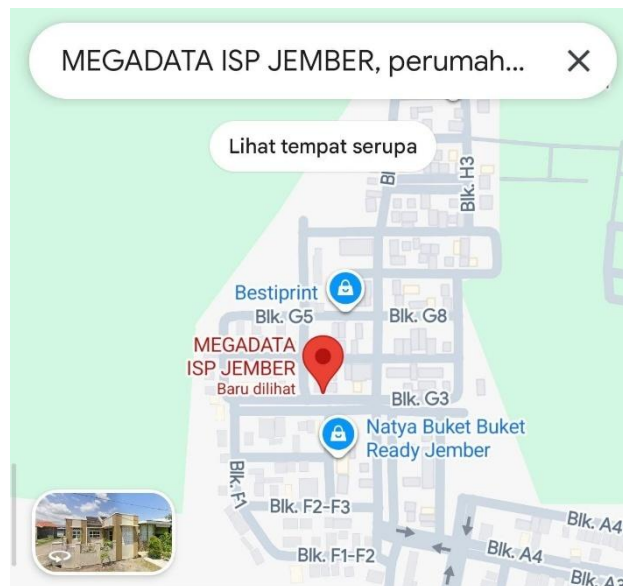 MEGADATA ISP JEMBER, perumah...
Lihat tempat serupa
Blk. H3
Bestiprint
Blk. G5
Blk. G8
MEGADATA
ISP JEMBER
Baru dilihat
Blk. G3
Natya Buket Buket
Ready Jember
Blk. F1
Blk. F2-F3
Blk. F1-F2
Blk. A4
Blk. A4